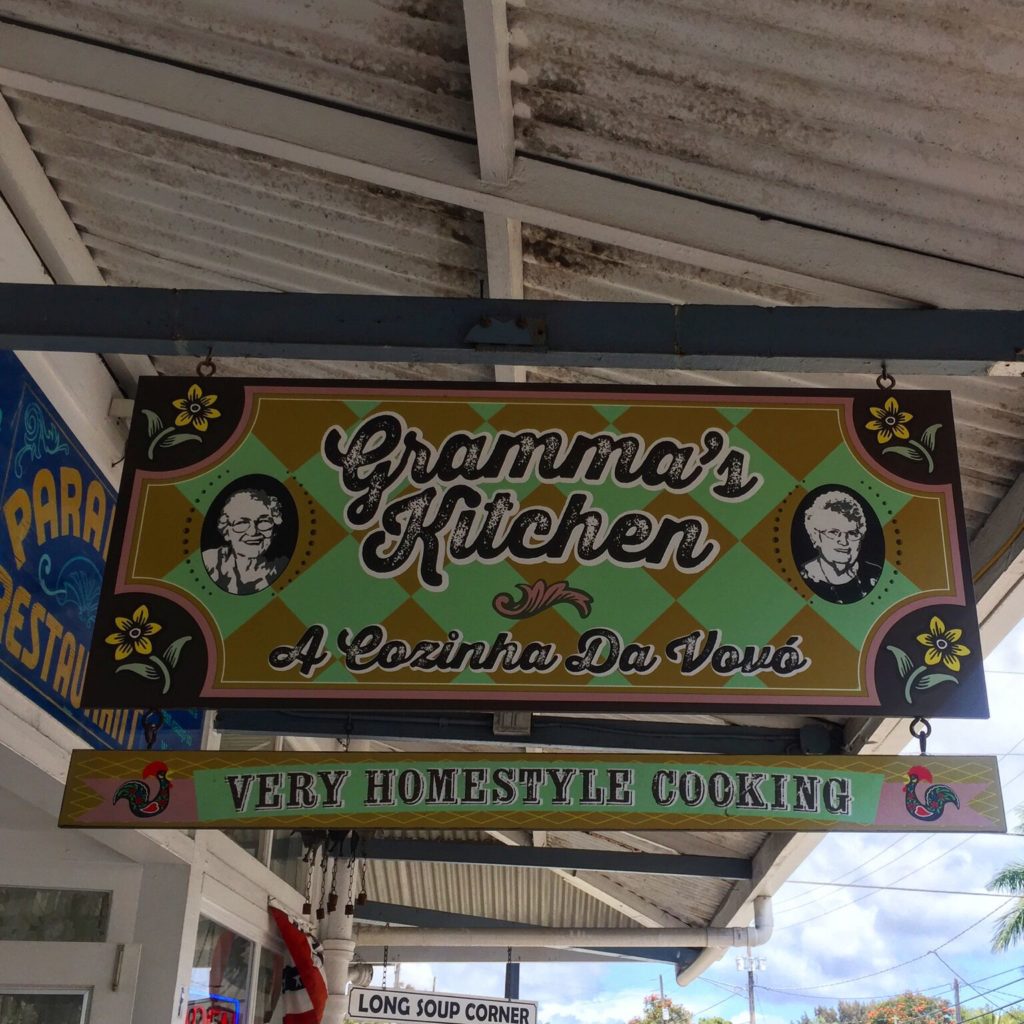 Gramma's
Kitchen
A Cozinha Da Vovó
VERY HOMESTYLE COOKING
LONG SOUP CORNER